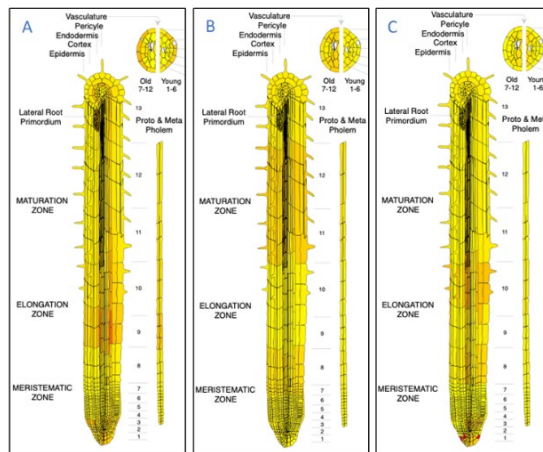 A
Vasculature
Pericyle
Endodermis
Cortex
Epidermis
Old
7-12
Young
1-6
Lateral Root
Primordium
Proto & Meta
Pholem
13
12
MATURATION
ZONE
11
10
ELONGATION
ZONE
9
8
MERISTEMATIC
ZONE
7
6
5
4
3
2
1
B
Vasculature
Pericyle
Endodermis
Cortex
Epidermis
Old
7-12
Young
1-6
Lateral Root
Primordium
Proto & Meta
Pholem
13
12
MATURATION
ZONE
11
10
ELONGATION
ZONE
9
8
MERISTEMATIC
ZONE
7
6
5
4
3
2
1
C
Vasculature
Pericyle
Endodermis
Cortex
Epidermis
Old
7-12
Young
1-6
Lateral Root
Primordium
Proto & Meta
Pholem
13
12
MATURATION
ZONE
11
10
ELONGATION
ZONE
9
8
MERISTEMATIC
ZONE
7
6
5
4
3
2
1